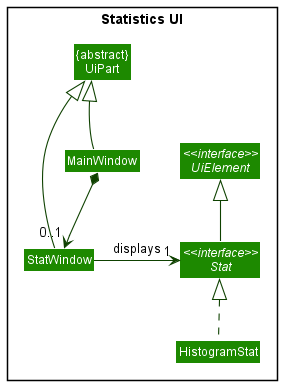 Statistics UI
{abstract}
UiPart
MainWindow
<<interface>>
UiElement
0..1
displays 1
StatWindow
<<interface>>
Stat
HistogramStat